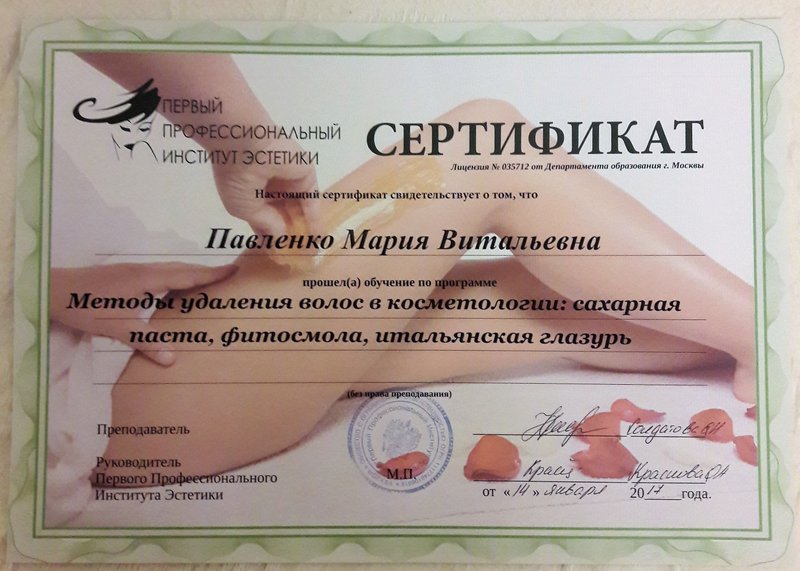 ПЕРВЫЙ
ПРОФЕССИОНАЛЬНЫЙ
ИНСТИТУТ ЭСТЕТИКИ
СЕРТИФИКАТ
Лицензия № 035712 от Департамента образования г. Москвы
Настоящий сертификат свидетельствует о том, что
Павленко Мария Витальевна
прошел(а) обучение по программе
Методы удаления волос в косметологии: сахарная
паста, фитосмола, итальянская глазурь
(без права преподавания)
Преподаватель
Руководитель
Первого Профессионального
Института Эстетики
М.П.
от «14» января 2017 года.